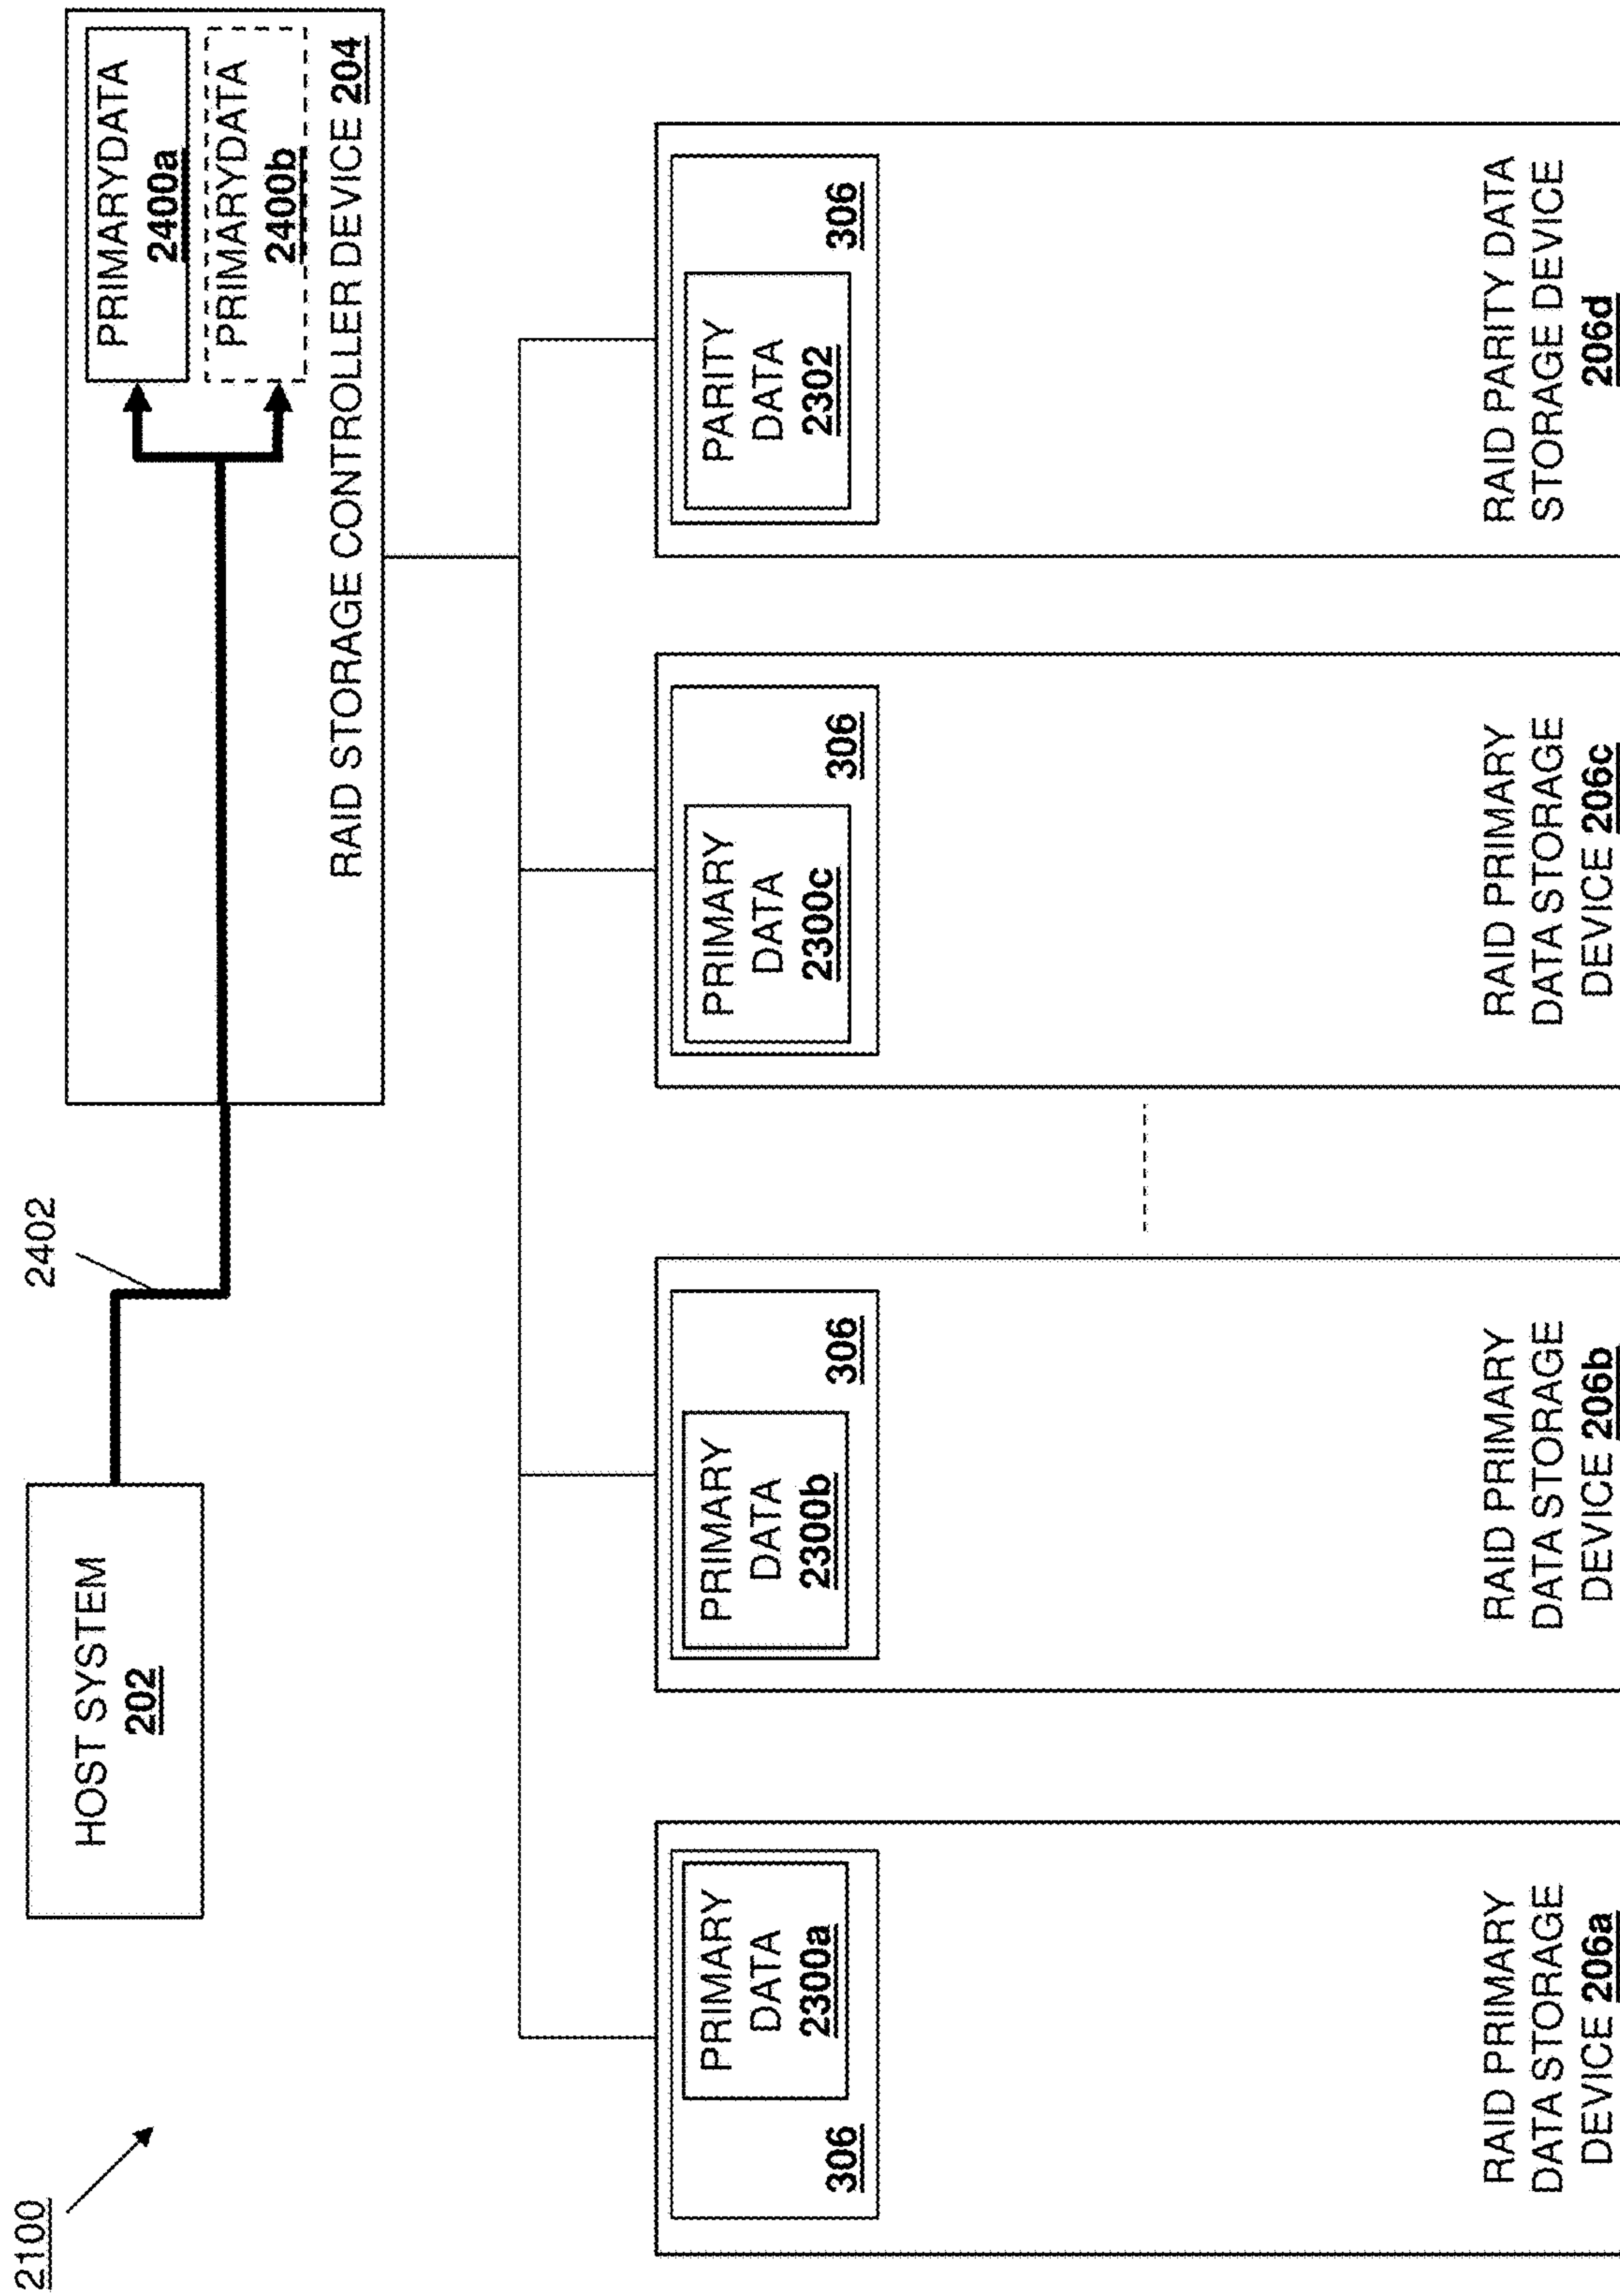 2100
HOST SYSTEM
202
2402
PRIMARYDATA
2400a
PRIMARYDATA
2400b
RAID STORAGE CONTROLLER DEVICE 204
306
PRIMARY
DATA
2300a
RAID PRIMARY
DATA STORAGE
DEVICE 206a
PRIMARY
DATA
2300b
306
RAID PRIMARY
DATA STORAGE
DEVICE 206b
PRIMARY
DATA
2300c
306
RAID PRIMARY
DATA STORAGE
DEVICE 206c
PARITY
DATA
2302
306
RAID PARITY DATA
STORAGE DEVICE
206d